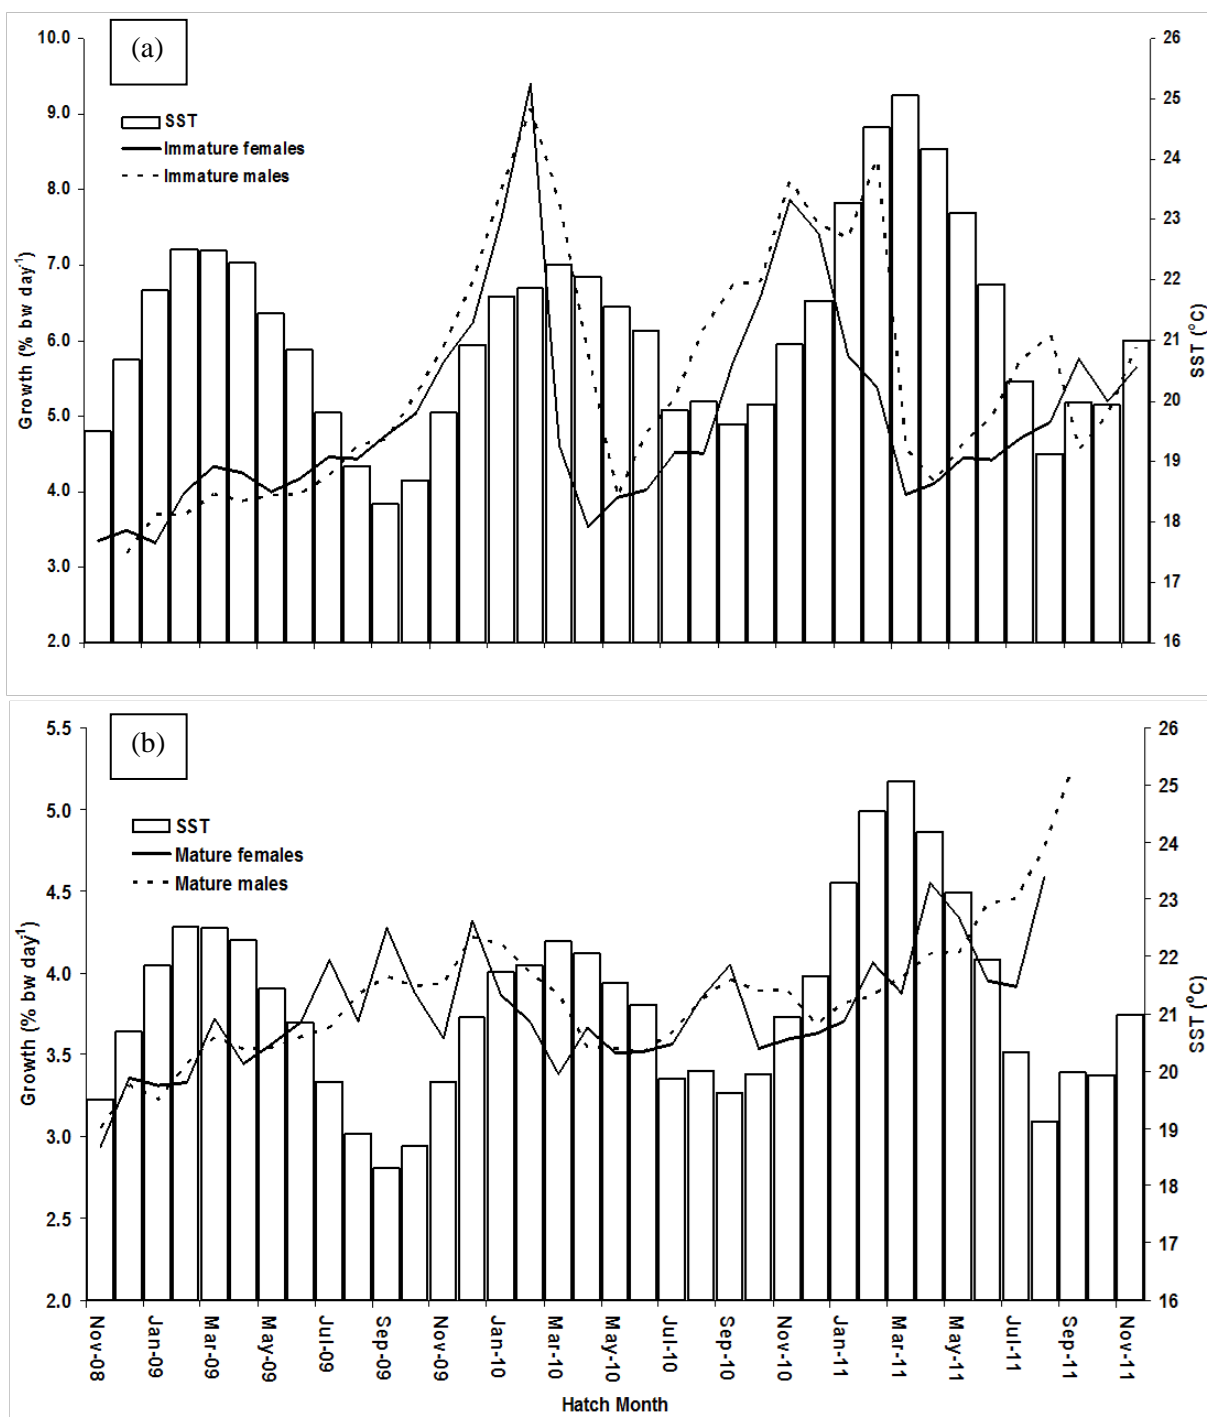 (a)
10.0
9.0
8.0
7.0
6.0
5.0
4.0
3.0
2.0
Growth (% bw day-1)
SST
Immature females
Immature males
26
25
24
23
22
21
20
19
18
17
16
SST (°C)
(b)
5.5
5.0
4.5
4.0
3.5
3.0
2.5
2.0
Growth (% bw day-1)
SST
Mature females
Mature males
26
25
24
23
22
21
20
19
18
17
16
SST (°C)
Nov-08
Jan-09
Mar-09
May-09
Jul-09
Sep-09
Nov-09
Jan-10
Mar-10
May-10
Jul-10
Sep-10
Nov-10
Jan-11
Mar-11
May-11
Jul-11
Sep-11
Nov-11
Hatch Month